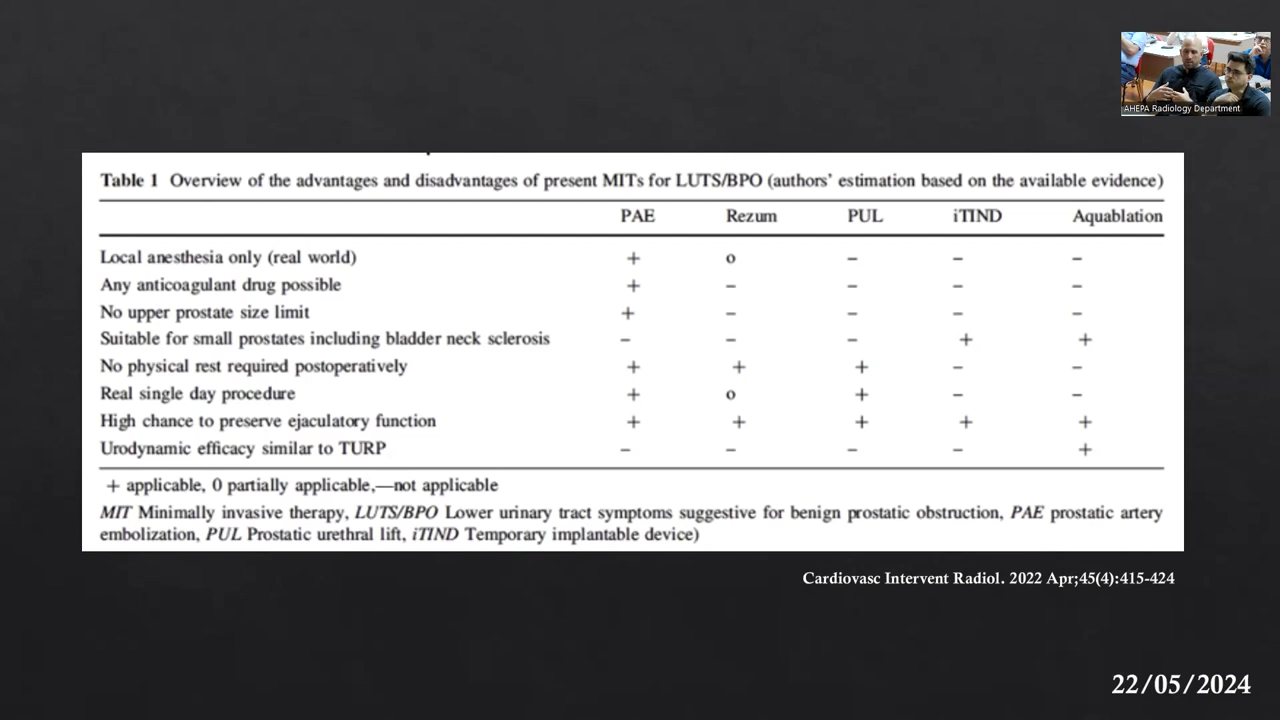 AHEPA Radiology Department
Table 1 Overview of the advantages and disadvantages of present MITs for LUTS/BPO (authors' estimation based on the available evidence)
PAE Rezum PUL iTIND Aquablation
Local anesthesia only (real world) + o – – –
Any anticoagulant drug possible + – – – –
No upper prostate size limit + – – – –
Suitable for small prostates including bladder neck sclerosis – – – + +
No physical rest required postoperatively + + + – –
Real single day procedure + o + – –
High chance to preserve ejaculatory function + + + + +
Urodynamic efficacy similar to TURP – – – – +
+ applicable, 0 partially applicable,—not applicable
MIT Minimally invasive therapy, LUTS/BPO Lower urinary tract symptoms suggestive for benign prostatic obstruction, PAE prostatic artery
embolization, PUL Prostatic urethral lift, iTIND Temporary implantable device)
Cardiovasc Intervent Radiol. 2022 Apr;45(4):415-424
22/05/2024